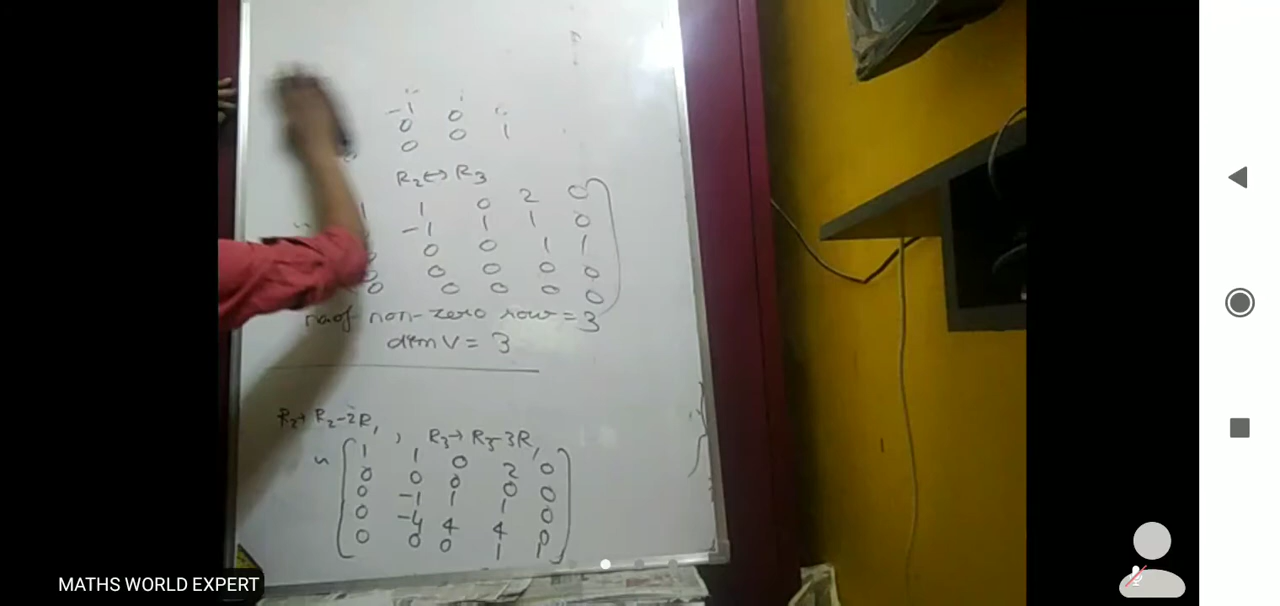 -1 0
0 0 1
0
R₂↔R₃
1 1 0 2 0
-1 1 1 0
0 0 1 1
0 0 0 0 0
0 0 0 0 0
no of non-zero row = 3
dim V = 3
R₂→ R₂-2R₁, R₃→ R₃-3R₁
~ [ 1 1 0 2 0
0 0 0 0 0
0 -1 1 1 0
0 -4 4 4 0
0 0 0 1 1 ]
MATHS WORLD EXPERT